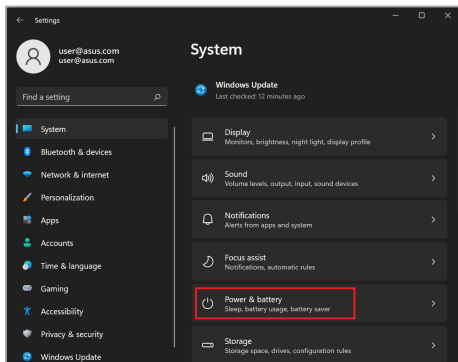 Settings
user@asus.com
user@asus.com
Find a setting
System
Bluetooth & devices
Network & internet
Personalization
Apps
Accounts
Time & language
Gaming
Accessibility
Privacy & security
Windows Update
System
Windows Update
Last checked: 12 minutes ago
Display
Monitors, brightness, night light, display profile
Sound
Volume levels, output, input, sound devices
Notifications
Alerts from apps and system
Focus assist
Notifications, automatic rules
Power & battery
Sleep, battery usage, battery saver
Storage
Storage space, drives, configuration rules